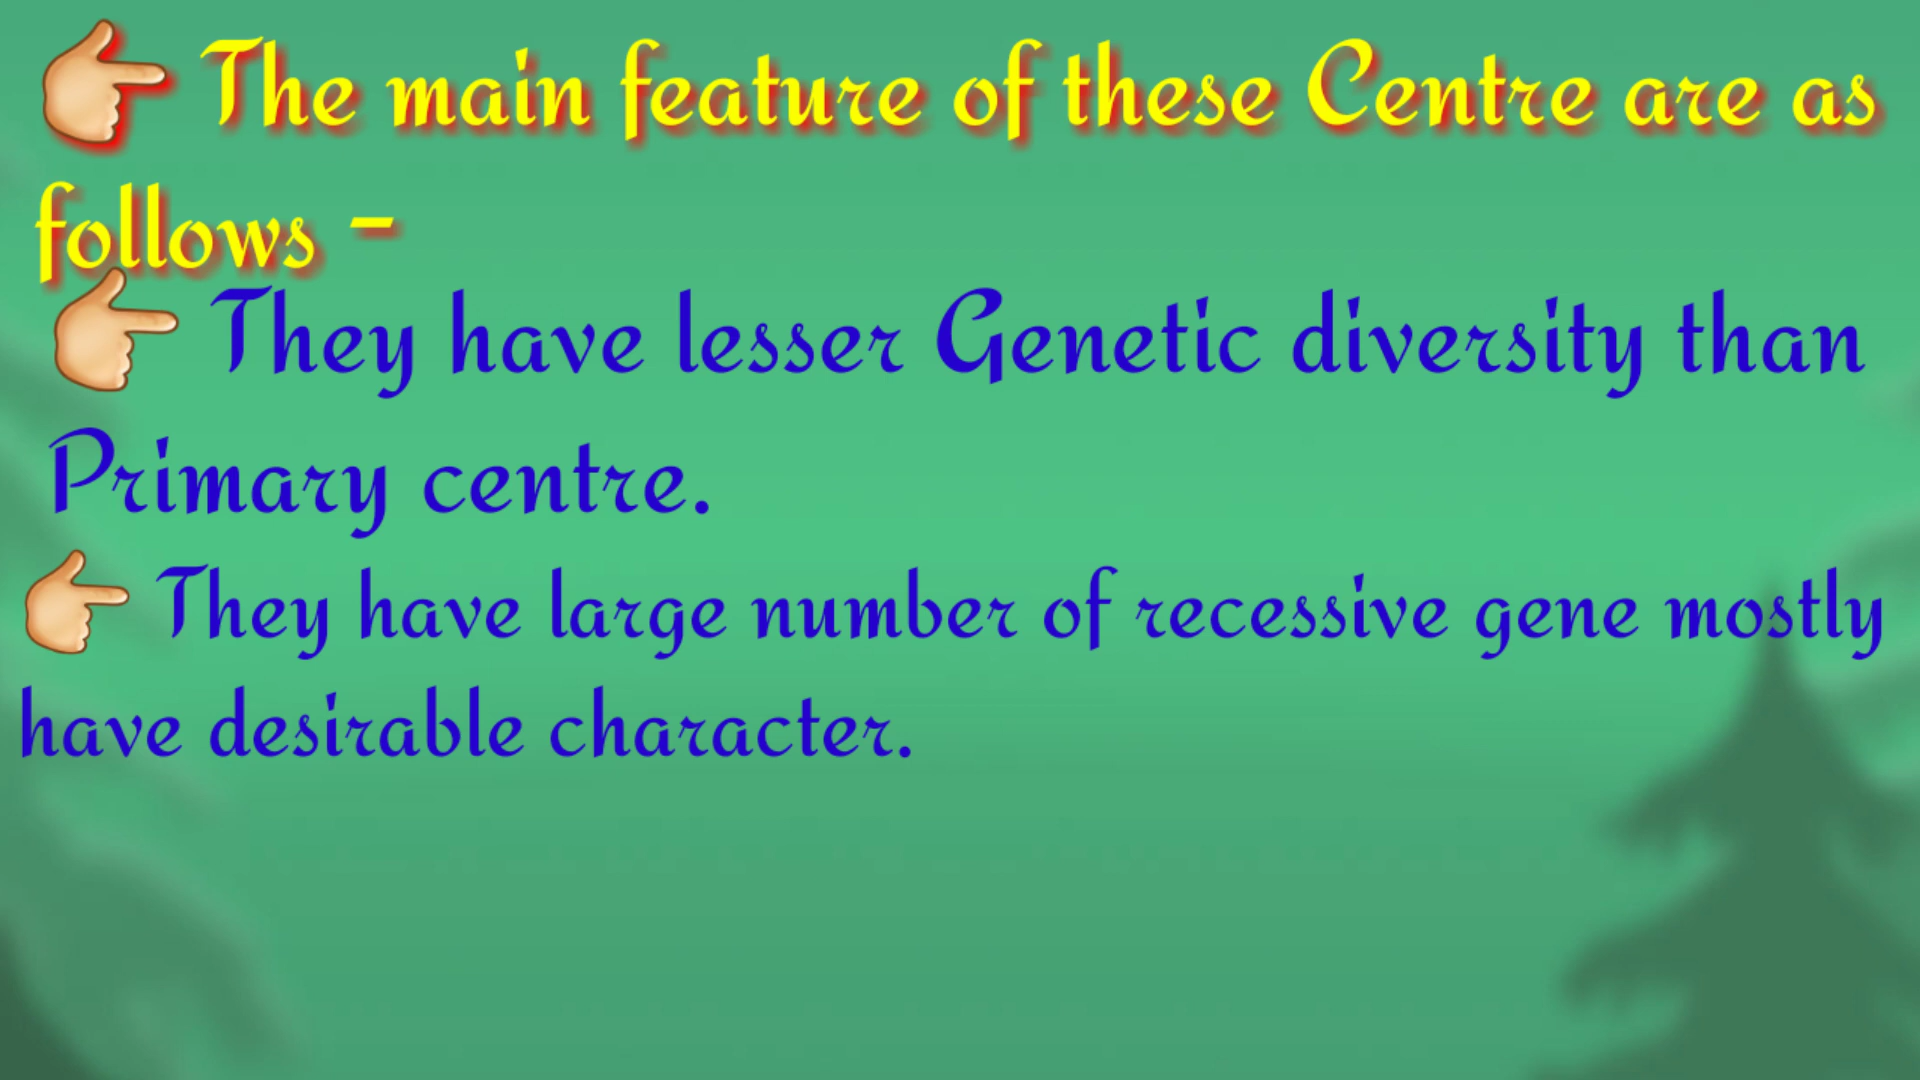 👉 The main feature of these Centre are as
follows -
👉 They have lesser Genetic diversity than
Primary centre.
👉 They have large number of recessive gene mostly
have desirable character.